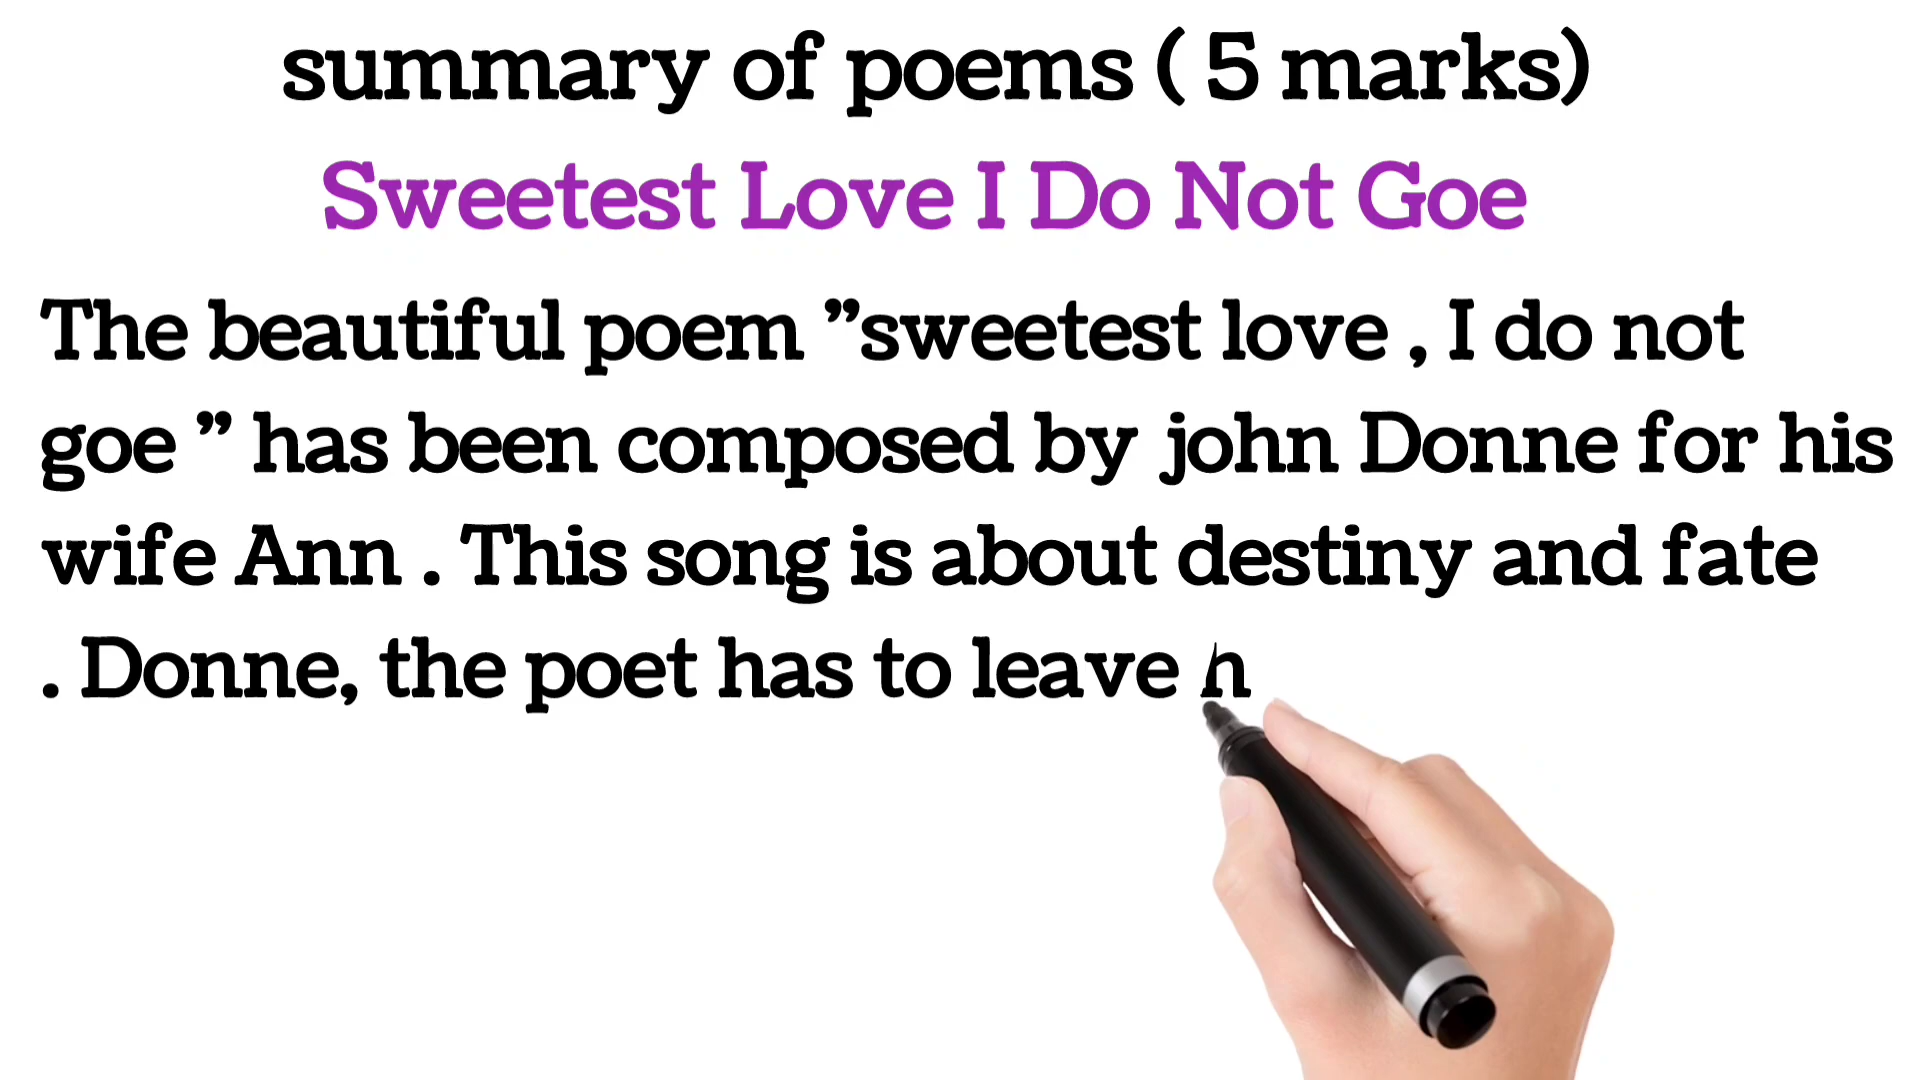 summary of poems ( 5 marks)
Sweetest Love I Do Not Goe
The beautiful poem ”sweetest love , I do not
goe ” has been composed by john Donne for his
wife Ann . This song is about destiny and fate
. Donne, the poet has to leave h